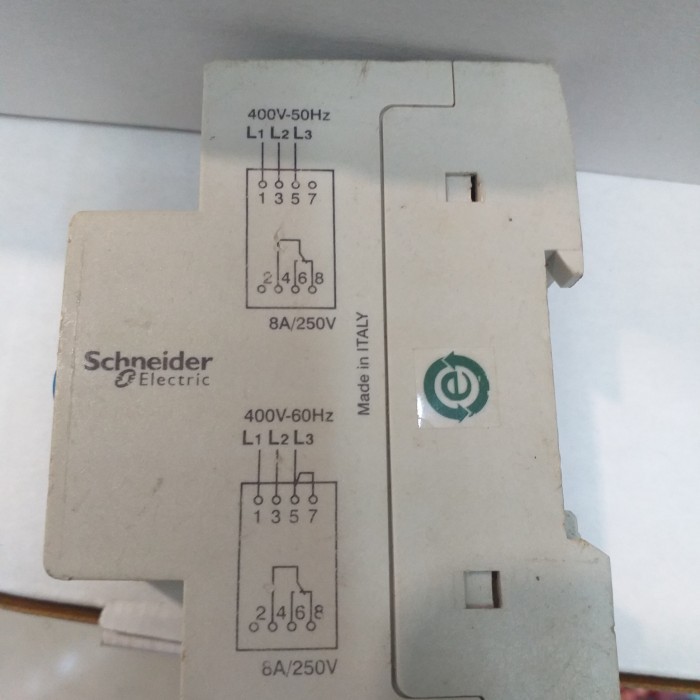 400V-50Hz
L1 L2 L3
1 3 5 7
2 4 6 8
8A/250V
Made in ITALY
Schneider
Electric
e
400V-60Hz
L1 L2 L3
1 3 5 7
2 4 6 8
8A/250V